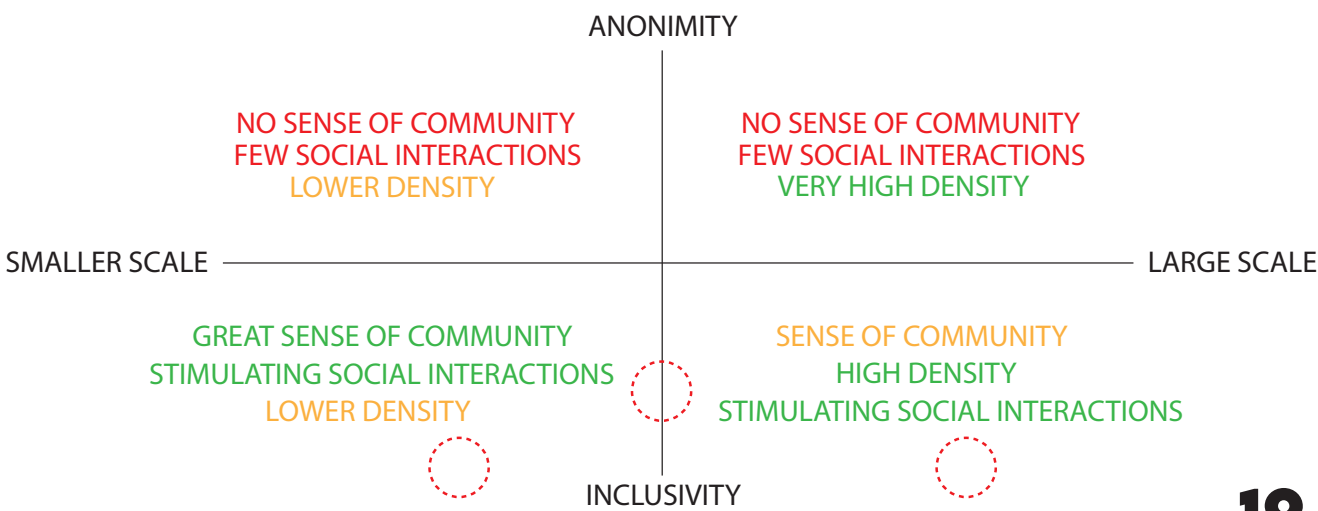 ANONIMITY
NO SENSE OF COMMUNITY
FEW SOCIAL INTERACTIONS
LOWER DENSITY
NO SENSE OF COMMUNITY
FEW SOCIAL INTERACTIONS
VERY HIGH DENSITY
SMALLER SCALE
LARGE SCALE
GREAT SENSE OF COMMUNITY
STIMULATING SOCIAL INTERACTIONS
LOWER DENSITY
SENSE OF COMMUNITY
HIGH DENSITY
STIMULATING SOCIAL INTERACTIONS
INCLUSIVITY